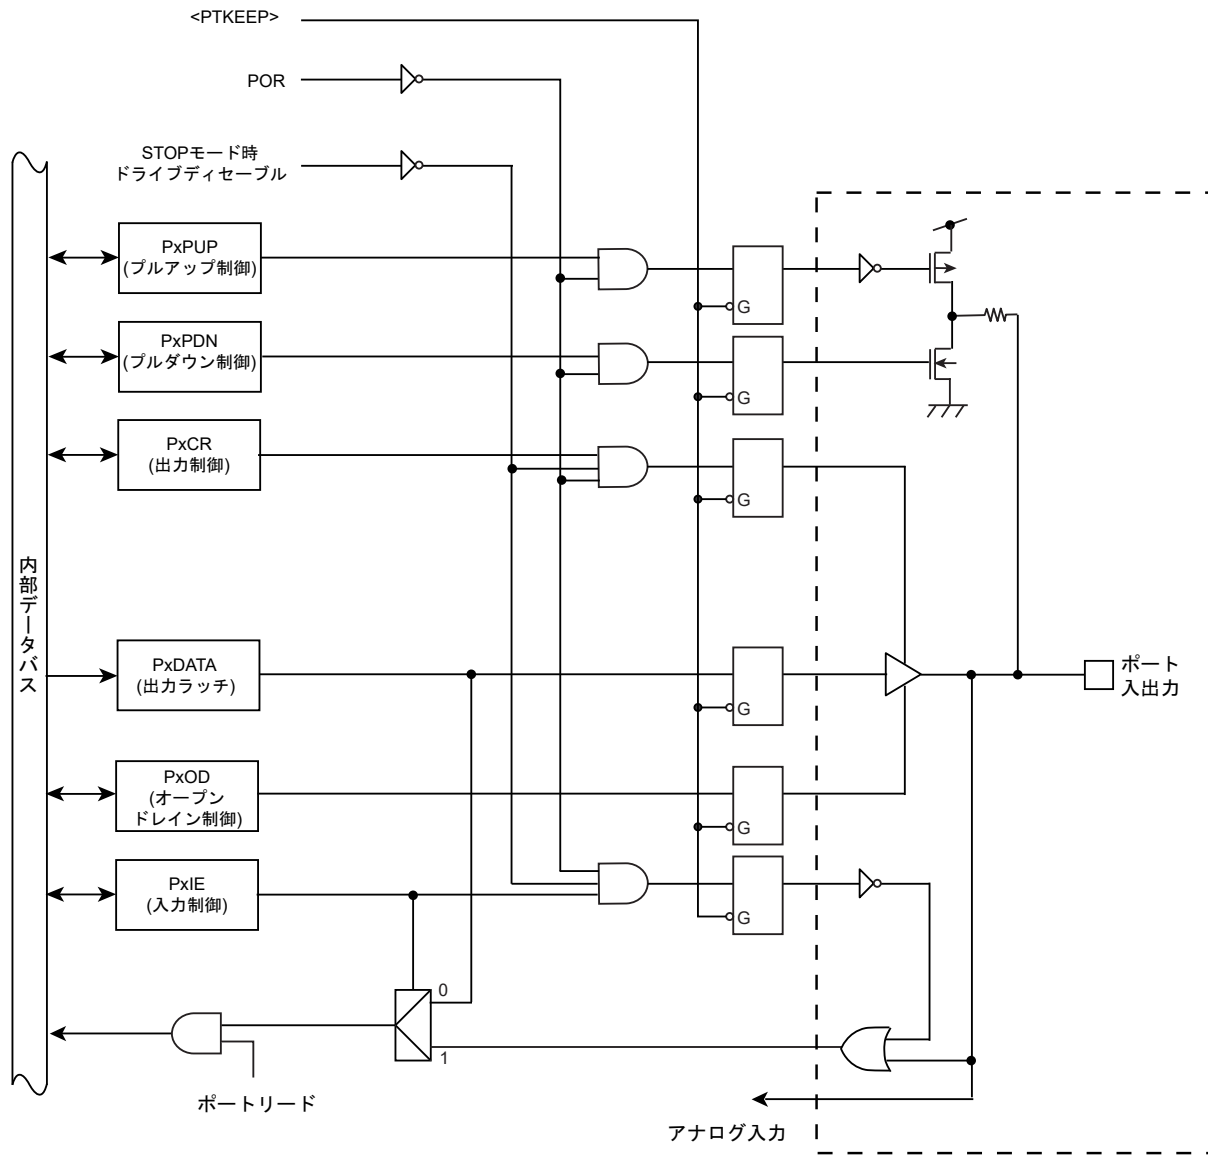 <PTKEEP>
POR
STOPモード時
ドライブディセーブル
PxPUP
(プルアップ制御)
G
PxPDN
(プルダウン制御)
G
PxCR
(出力制御)
G
内部データバス
PxDATA
(出力ラッチ)
G
ポート
入出力
PxOD
(オープン
ドレイン制御)
G
PxIE
(入力制御)
G
0
1
ポートリード
アナログ入力